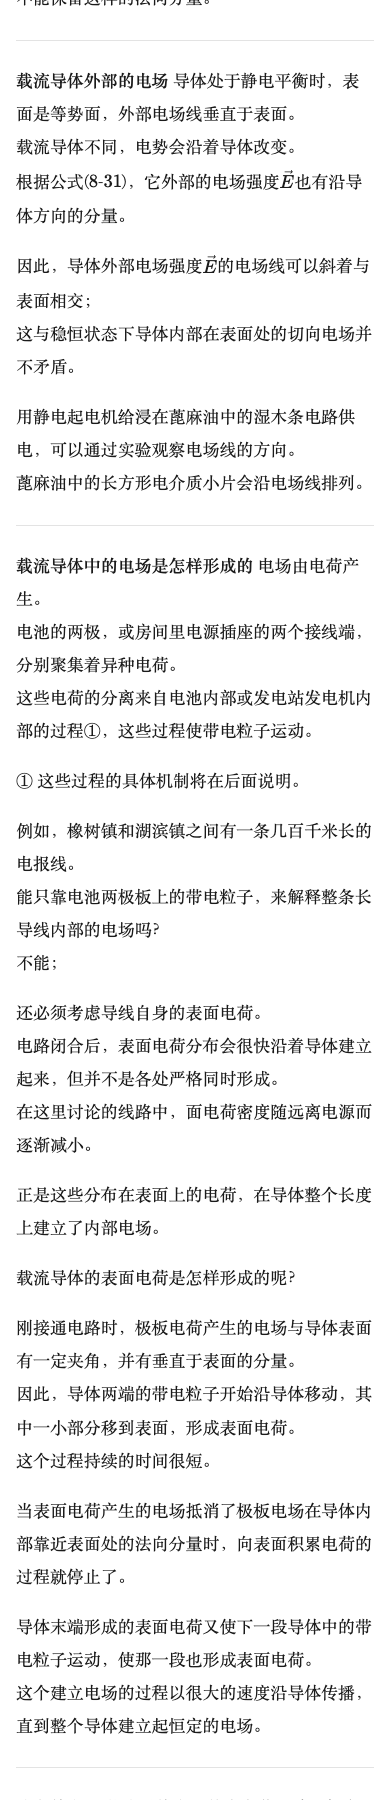 载流导体外部的电场 导体处于静电平衡时，表
面是等势面，外部电场线垂直于表面。
载流导体不同，电势会沿着导体改变。
根据公式(8-31)，它外部的电场强度E⃗也有沿导
体方向的分量。
因此，导体外部电场强度E⃗的电场线可以斜着与
表面相交；
这与稳恒状态下导体内部在表面处的切向电场并
不矛盾。
用静电起电机给浸在蓖麻油中的湿木条电路供
电，可以通过实验观察电场线的方向。
蓖麻油中的长方形电介质小片会沿电场线排列。
载流导体中的电场是怎样形成的 电场由电荷产
生。
电池的两极，或房间里电源插座的两个接线端，
分别聚集着异种电荷。
这些电荷的分离来自电池内部或发电站发电机内
部的过程①，这些过程使带电粒子运动。
① 这些过程的具体机制将在后面说明。
例如，橡树镇和湖滨镇之间有一条几百千米长的
电报线。
能只靠电池两极板上的带电粒子，来解释整条长
导线内部的电场吗？
不能；
还必须考虑导线自身的表面电荷。
电路闭合后，表面电荷分布会很快沿着导体建立
起来，但并不是各处严格同时形成。
在这里讨论的线路中，面电荷密度随远离电源而
逐渐减小。
正是这些分布在表面上的电荷，在导体整个长度
上建立了内部电场。
载流导体的表面电荷是怎样形成的呢？
刚接通电路时，极板电荷产生的电场与导体表面
有一定夹角，并有垂直于表面的分量。
因此，导体两端的带电粒子开始沿导体移动，其
中一小部分移到表面，形成表面电荷。
这个过程持续的时间很短。
当表面电荷产生的电场抵消了极板电场在导体内
部靠近表面处的法向分量时，向表面积累电荷的
过程就停止了。
导体末端形成的表面电荷又使下一段导体中的带
电粒子运动，使那一段也形成表面电荷。
这个建立电场的过程以很大的速度沿导体传播，
直到整个导体建立起恒定的电场。